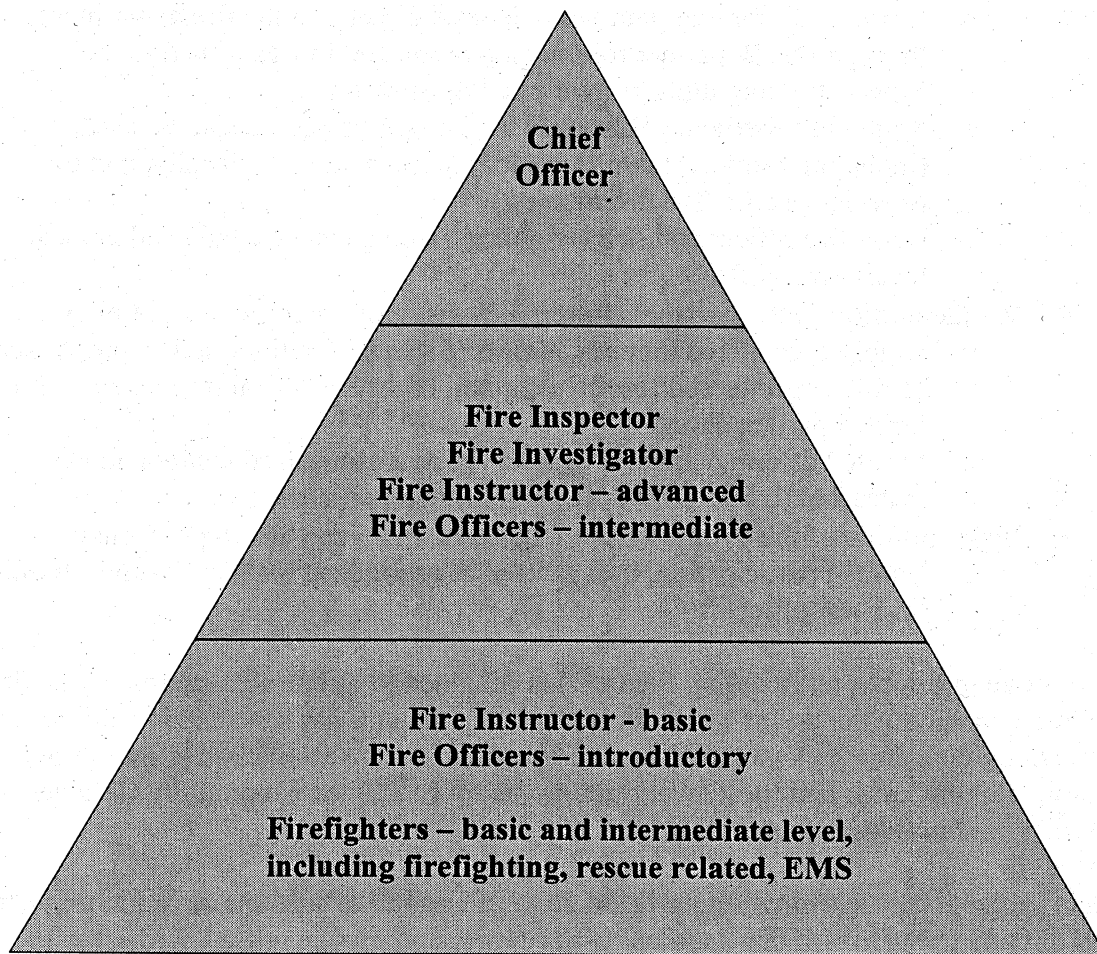 Chief
Officer
Fire Inspector
Fire Investigator
Fire Instructor – advanced
Fire Officers – intermediate
Fire Instructor - basic
Fire Officers – introductory
Firefighters – basic and intermediate level,
including firefighting, rescue related, EMS